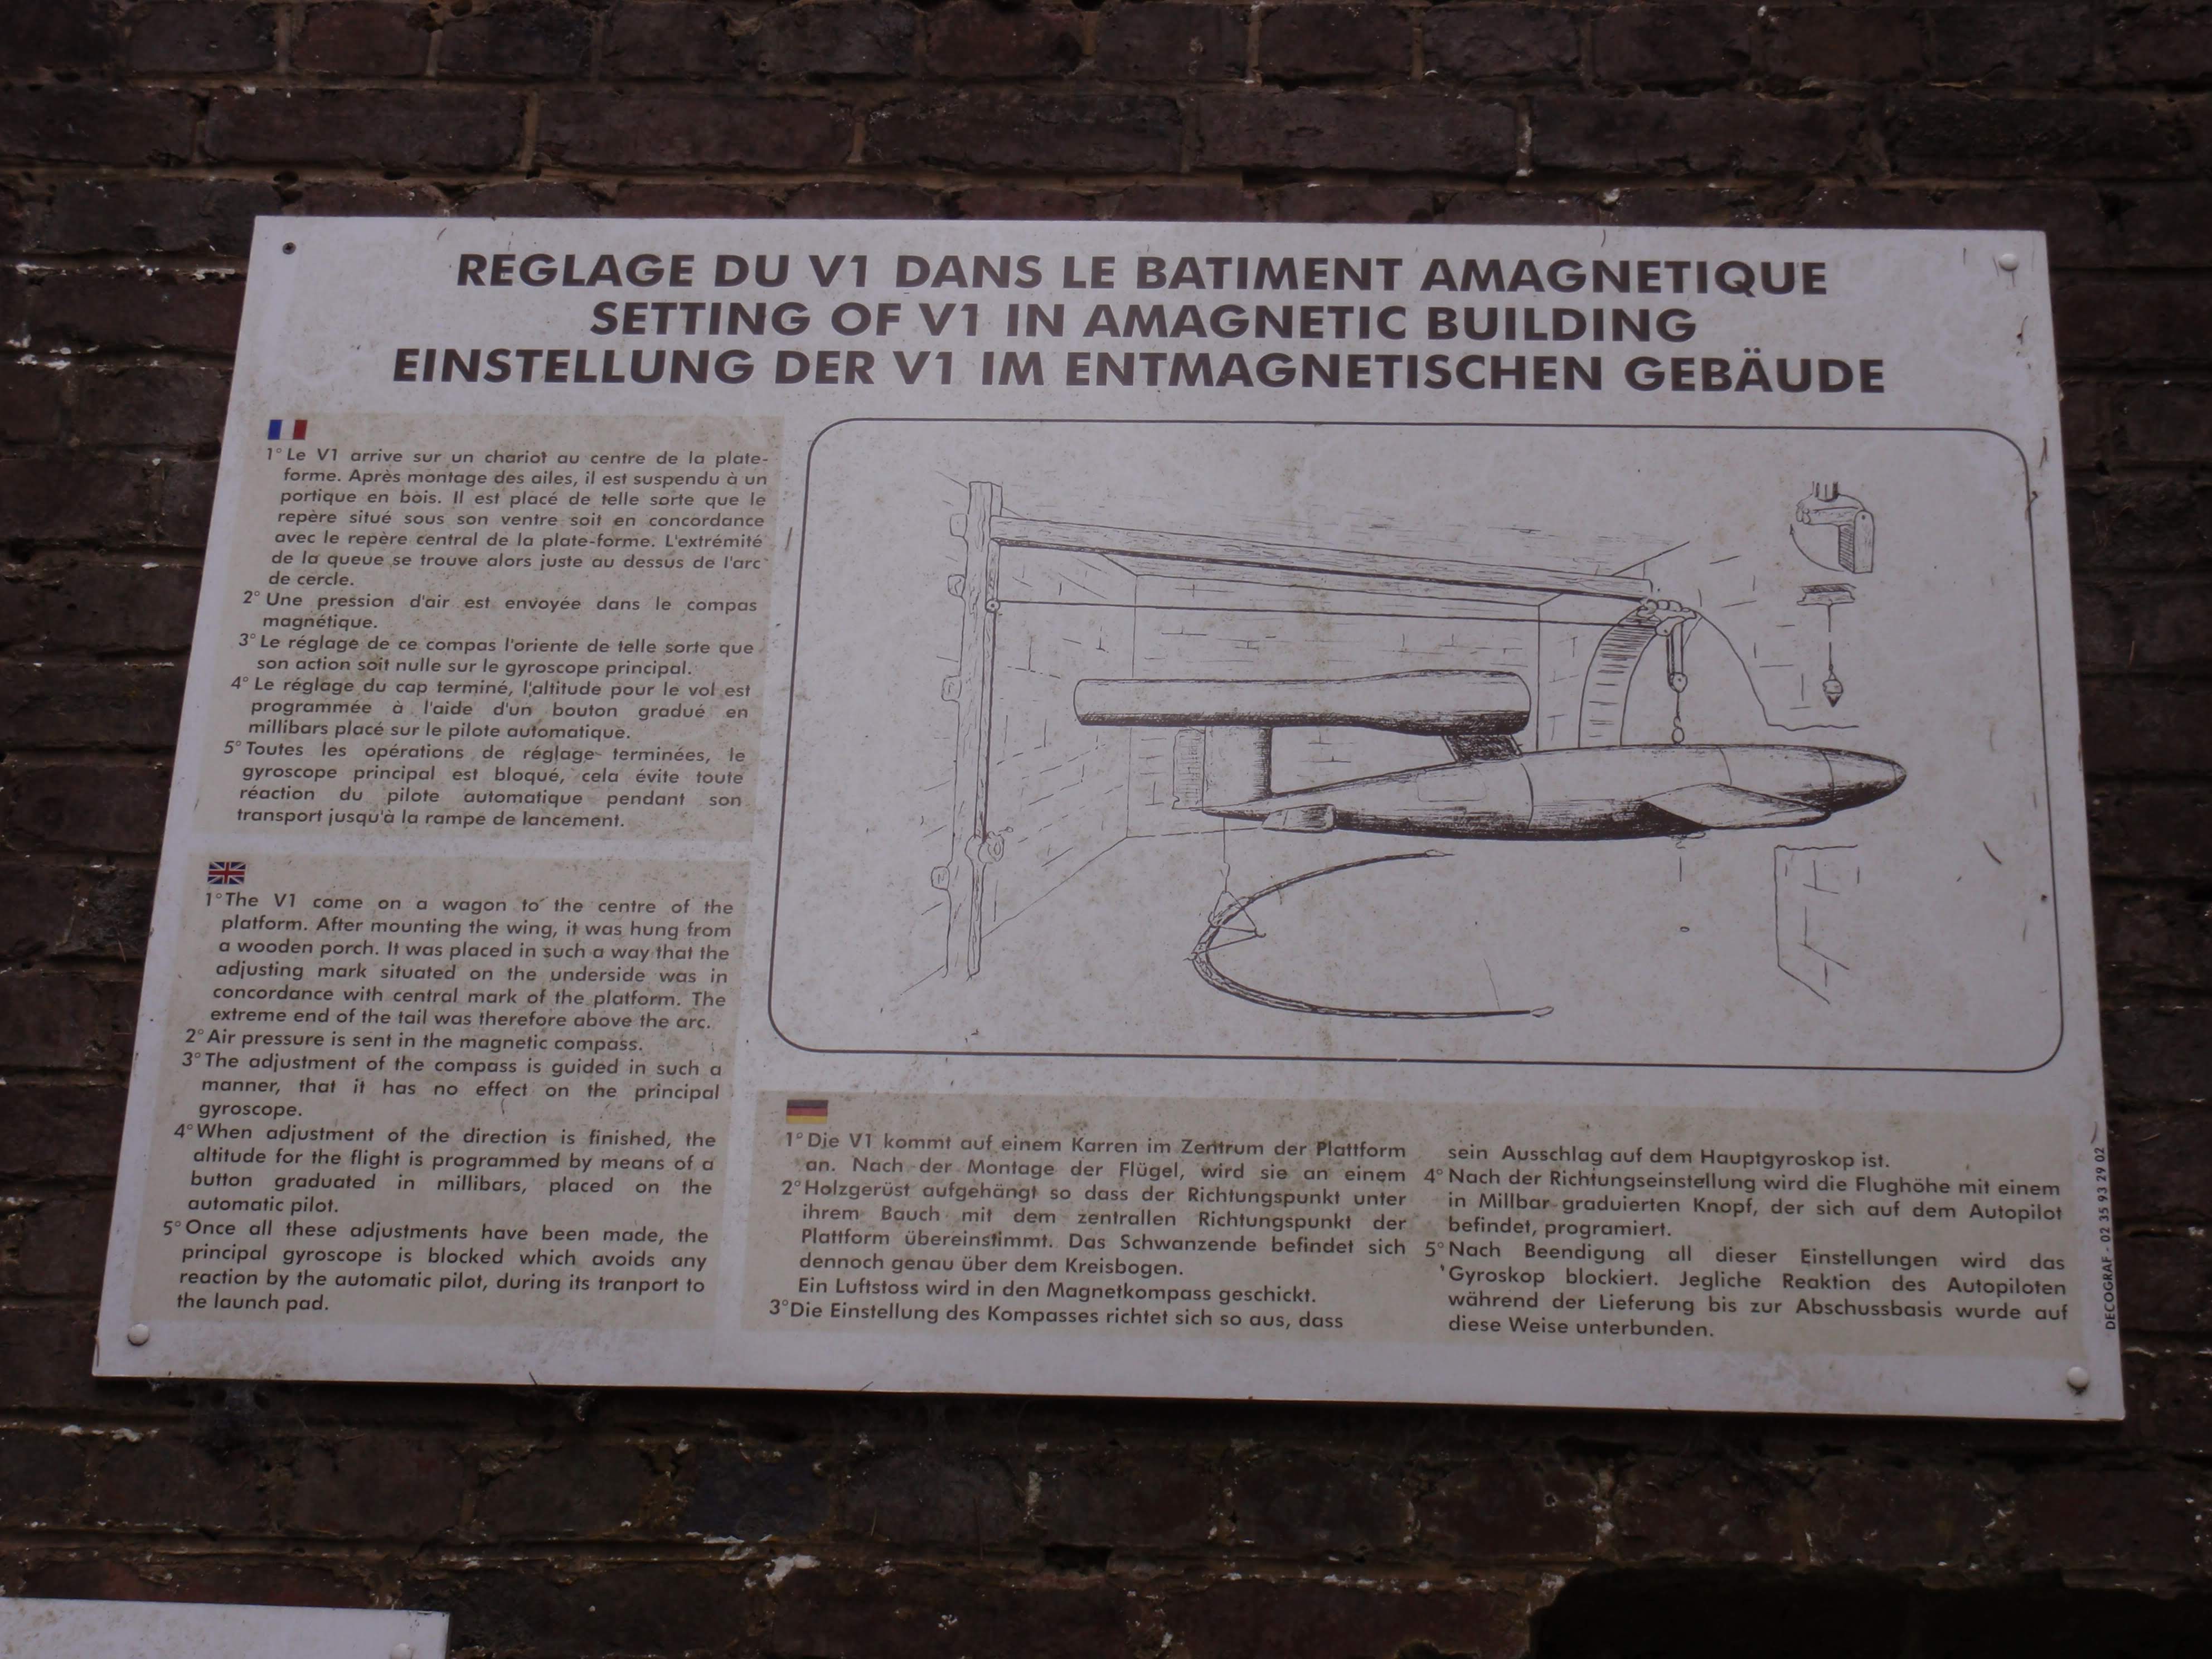 REGLAGE DU V1 DANS LE BATIMENT AMAGNETIQUE
SETTING OF V1 IN AMAGNETIC BUILDING
EINSTELLUNG DER V1 IM ENTMAGNETISCHEN GEBÄUDE
1° Le V1 arrive sur un chariot au centre de la plate-
forme. Après montage des ailes, il est suspendu à un
portique en bois. Il est placé de telle sorte que le
repère situé sous son ventre soit en concordance
avec le repère central de la plate-forme. L'extrémité
de la queue se trouve alors juste au dessus de l'arc
de cercle.
2° Une pression d'air est envoyée dans le compas
magnétique.
3° Le réglage de ce compas l'oriente de telle sorte que
son action soit nulle sur le gyroscope principal.
4° Le réglage du cap terminé, l'altitude pour le vol est
programmée à l'aide d'un bouton gradué en
millibars placé sur le pilote automatique.
5° Toutes les opérations de réglage terminées, le
gyroscope principal est bloqué, cela évite toute
réaction du pilote automatique pendant son
transport jusqu'à la rampe de lancement.
1° The V1 come on a wagon to the centre of the
platform. After mounting the wing, it was hung from
a wooden porch. It was placed in such a way that the
adjusting mark situated on the underside was in
concordance with central mark of the platform. The
extreme end of the tail was therefore above the arc.
2° Air pressure is sent in the magnetic compass.
3° The adjustment of the compass is guided in such a
manner, that it has no effect on the principal
gyroscope.
4° When adjustment of the direction is finished, the
altitude for the flight is programmed by means of a
button graduated in millibars, placed on the
automatic pilot.
5° Once all these adjustments have been made, the
principal gyroscope is blocked which avoids any
reaction by the automatic pilot, during its tranport to
the launch pad.
1° Die V1 kommt auf einem Karren im Zentrum der Plattform
an. Nach der Montage der Flügel, wird sie an einem
2° Holzgerüst aufgehängt so dass der Richtungspunkt unter
ihrem Bauch mit dem zentrallen Richtungspunkt der
Plattform übereinstimmt. Das Schwanzende befindet sich
dennoch genau über dem Kreisbogen.
Ein Luftstoss wird in den Magnetkompass geschickt.
3° Die Einstellung des Kompasses richtet sich so aus, dass
sein Ausschlag auf dem Hauptgyroskop ist.
4° Nach der Richtungseinstellung wird die Flughöhe mit einem
in Millbar graduierten Knopf, der sich auf dem Autopilot
befindet, programiert.
5° Nach Beendigung all dieser Einstellungen wird das
Gyroskop blockiert. Jegliche Reaktion des Autopiloten
während der Lieferung bis zur Abschussbasis wurde auf
diese Weise unterbunden.
DECOGRAF - 02 35 93 29 02